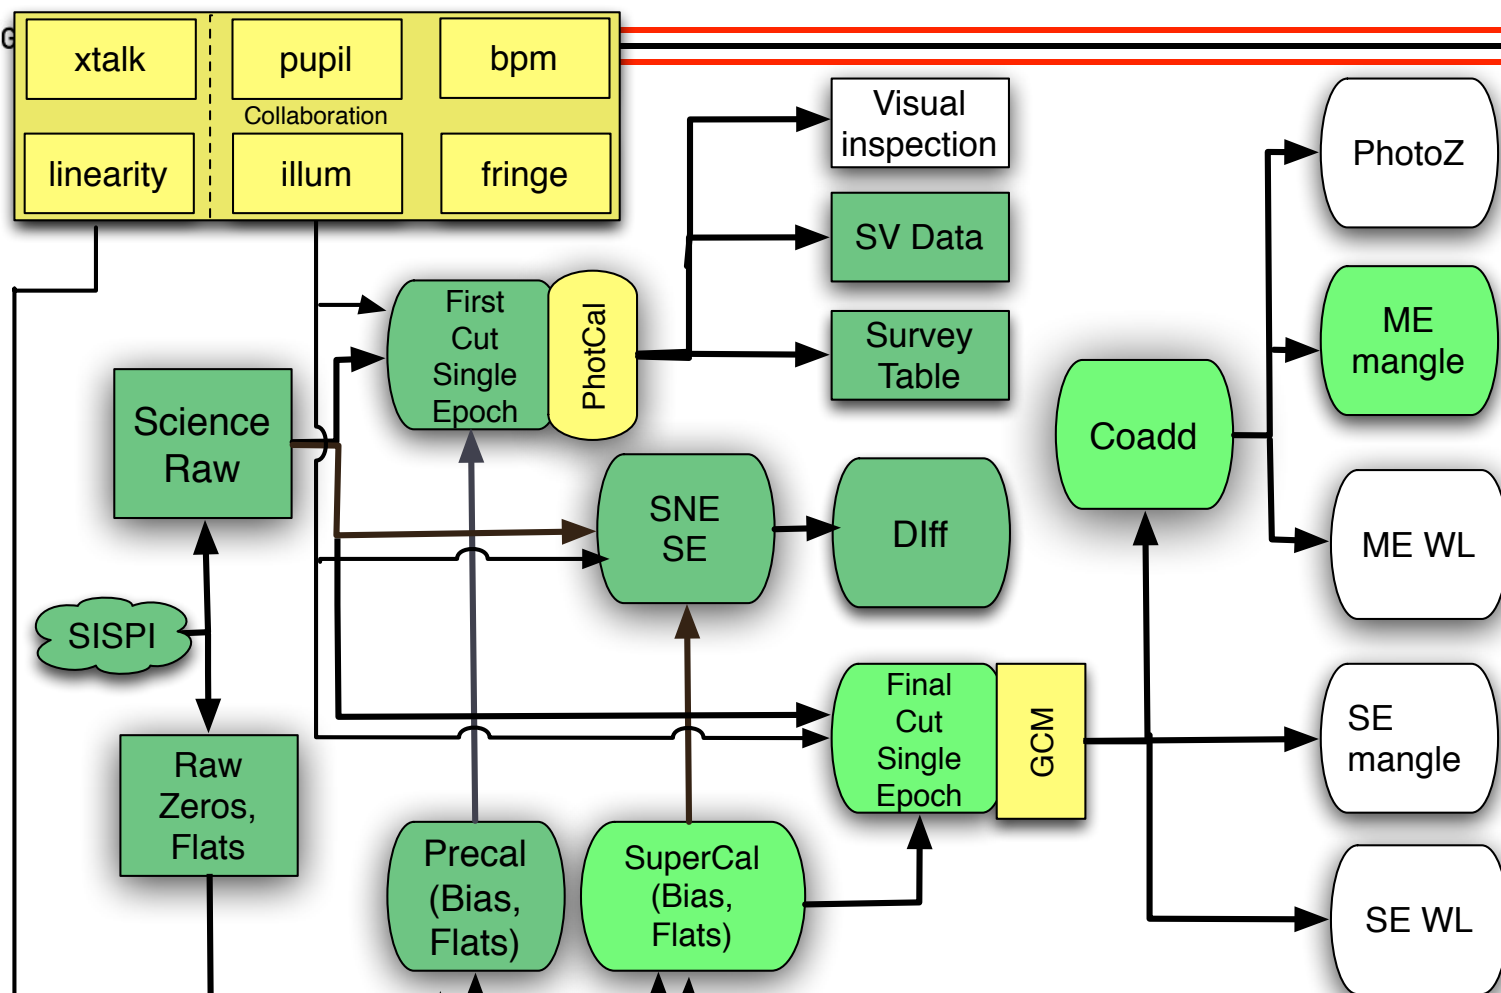 G
xtalk
pupil
bpm
Collaboration
linearity
illum
fringe
Visual
inspection
SV Data
Survey
Table
PhotoZ
ME
mangle
ME WL
SE
mangle
SE WL
Coadd
First
Cut
Single
Epoch
PhotCal
Science
Raw
SNE
SE
DIff
SISPI
Raw
Zeros,
Flats
Final
Cut
Single
Epoch
GCM
Precal
(Bias,
Flats)
SuperCal
(Bias,
Flats)